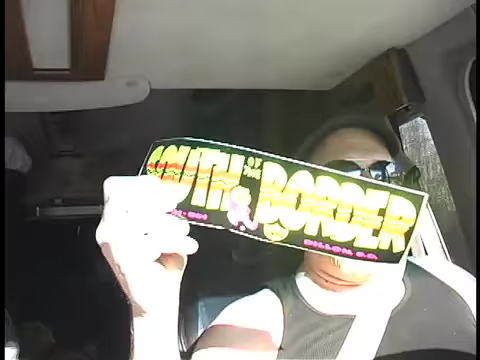 SOUTH OF THE BORDER
DILLON, S.C.